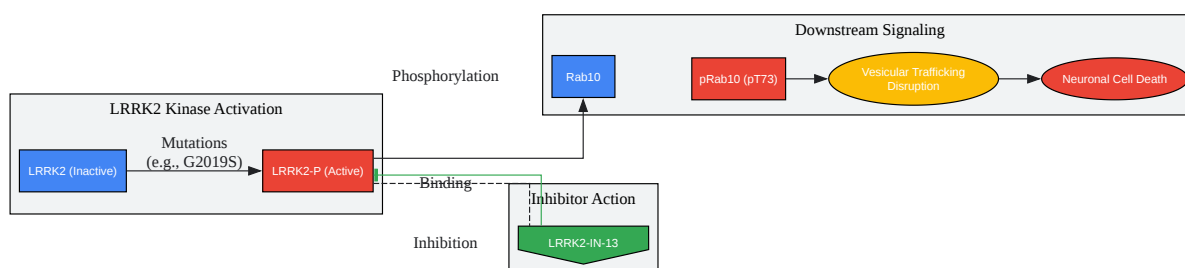 Downstream Signaling
Rab10
pRab10 (pT73)
Vesicular Trafficking
Disruption
Neuronal Cell Death
Phosphorylation
LRRK2 Kinase Activation
LRRK2 (Inactive)
Mutations
(e.g., G2019S)
LRRK2-P (Active)
Binding
Inhibitor Action
Inhibition
LRRK2-IN-13